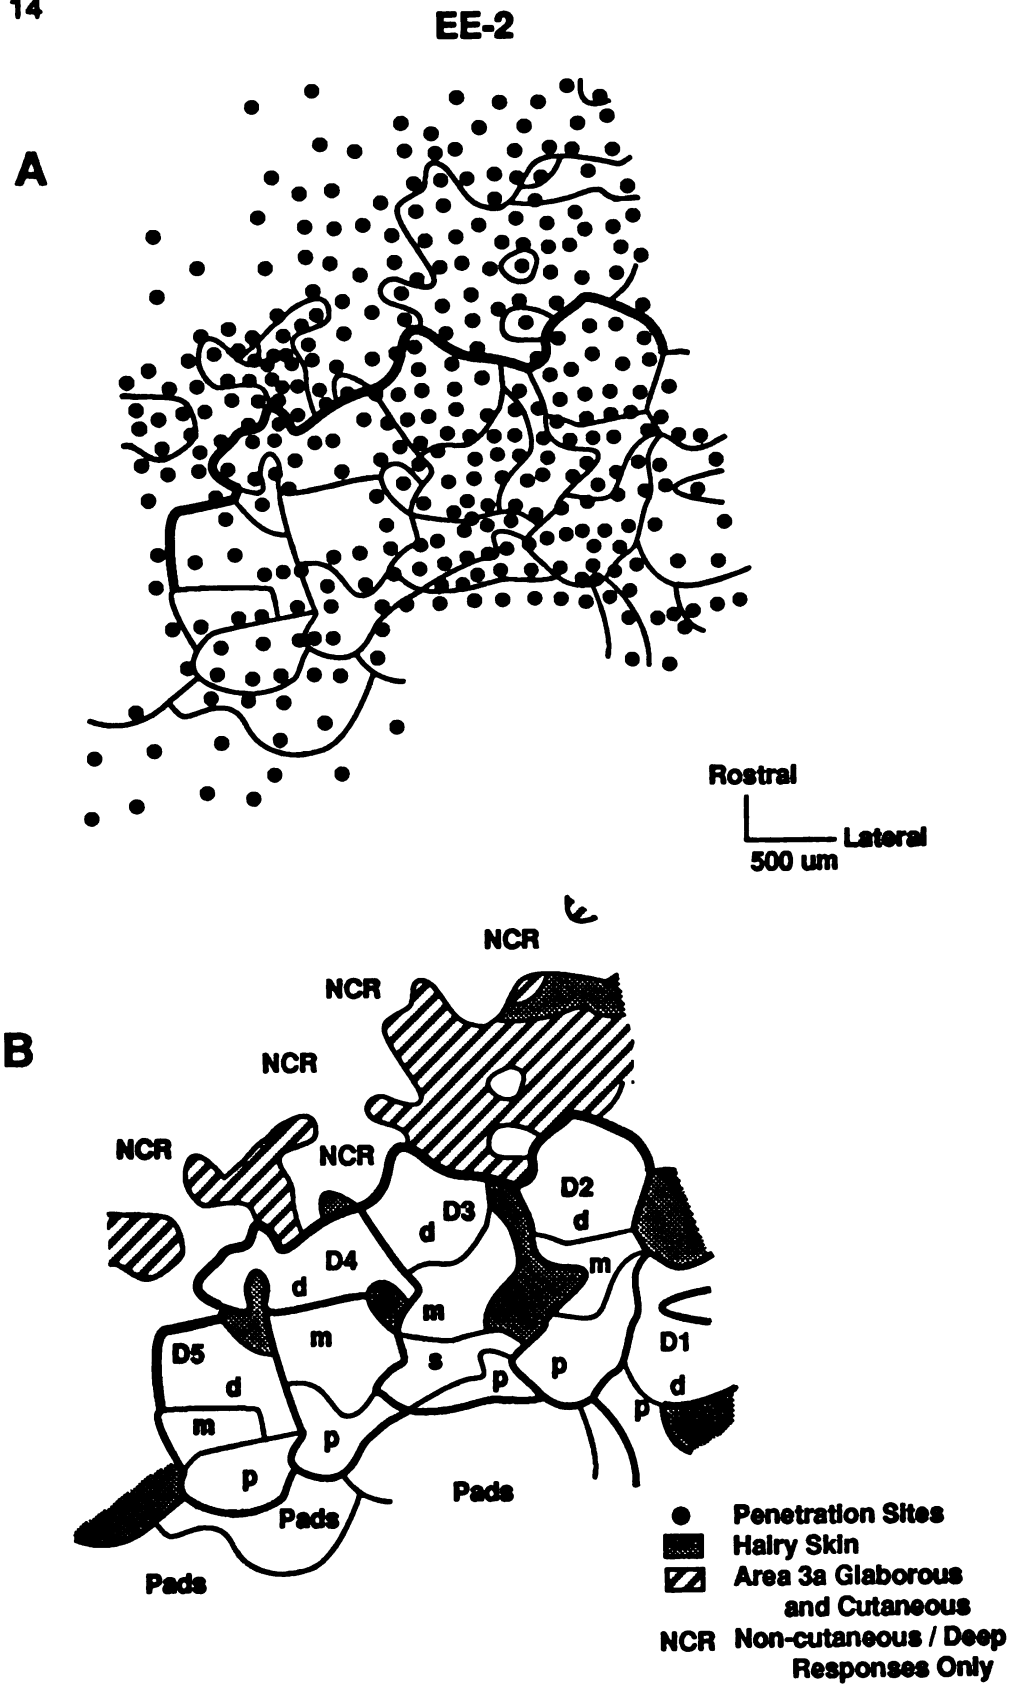 14
EE-2
A
Rostral
Lateral
500 um
NCR
NCR
B
NCR
NCR
NCR
D2
D3
d
d
D4
m
d
m
D5
m
D1
s
p
p
d
d
p
m
p
p
Pads
Pads
Pads
Penetration Sites
Hairy Skin
Area 3a Glaborous
and Cutaneous
NCR Non-cutaneous / Deep
Responses Only